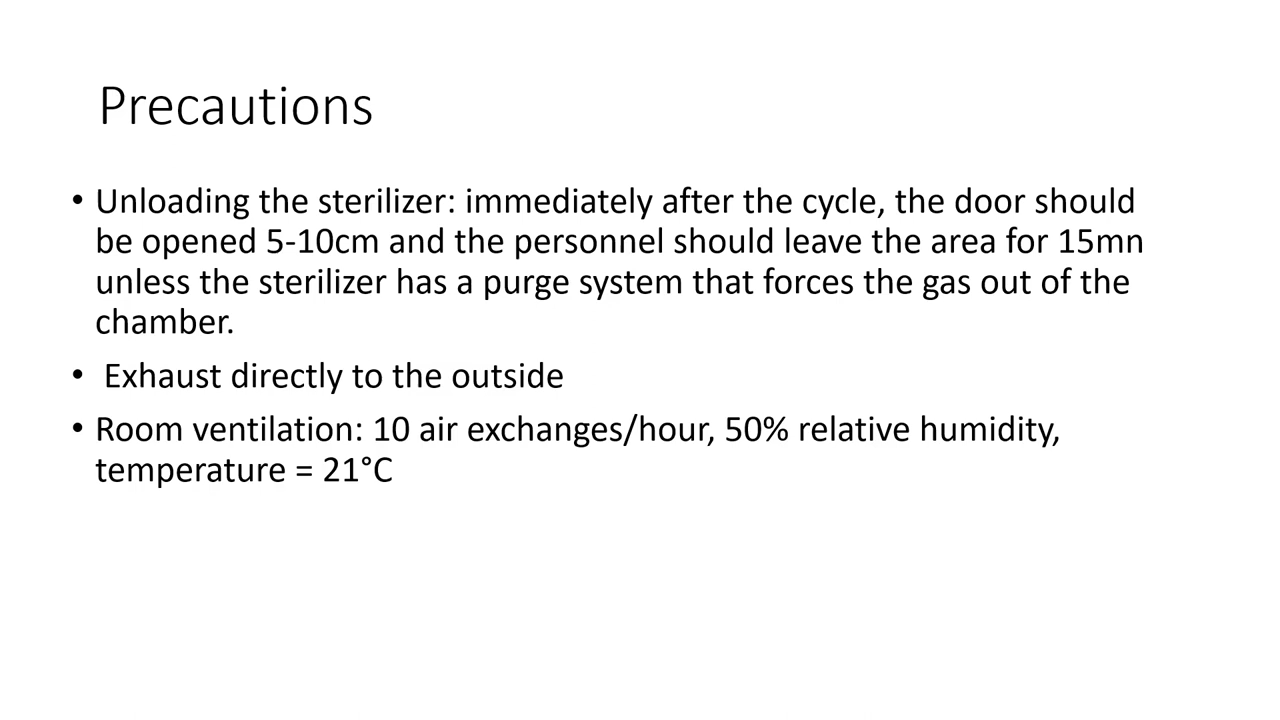 Precautions
• Unloading the sterilizer: immediately after the cycle, the door should
be opened 5-10cm and the personnel should leave the area for 15mn
unless the sterilizer has a purge system that forces the gas out of the
chamber.
• Exhaust directly to the outside
• Room ventilation: 10 air exchanges/hour, 50% relative humidity,
temperature = 21°C